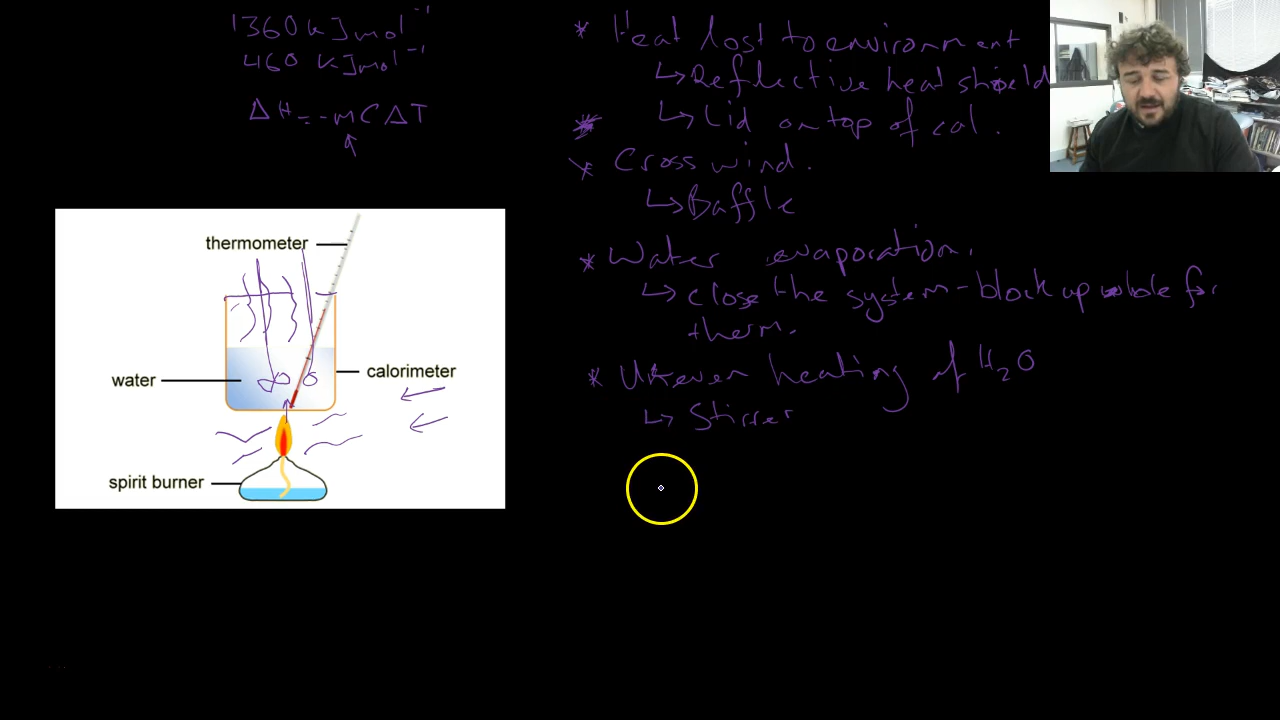 1360 kJmol⁻¹
460 kJmol⁻¹
ΔH = -mCΔT
* Heat lost to environment
↳ Reflective heat shield
↳ Lid on top of cal.
* Cross wind.
↳ Baffle
* Water evaporation.
↳ close the system - block up hole for
therm.
* Uneven heating of H₂O
↳ Stirrer
thermometer
water
calorimeter
spirit burner